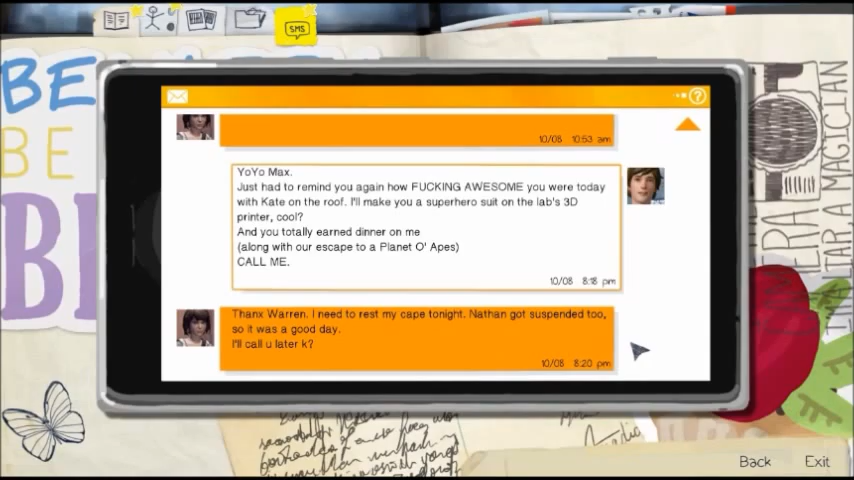 SMS
BE
BE
?
10/08 10:53 am
YoYo Max.
Just had to remind you again how FUCKING AWESOME you were today
with Kate on the roof. I'll make you a superhero suit on the lab's 3D
printer, cool?
And you totally earned dinner on me
(along with our escape to a Planet O' Apes)
CALL ME.
10/08 8:18 pm
Thanx Warren. I need to rest my cape tonight. Nathan got suspended too,
so it was a good day.
I'll call u later k?
10/08 8:20 pm
MAGICIAN
Back Exit